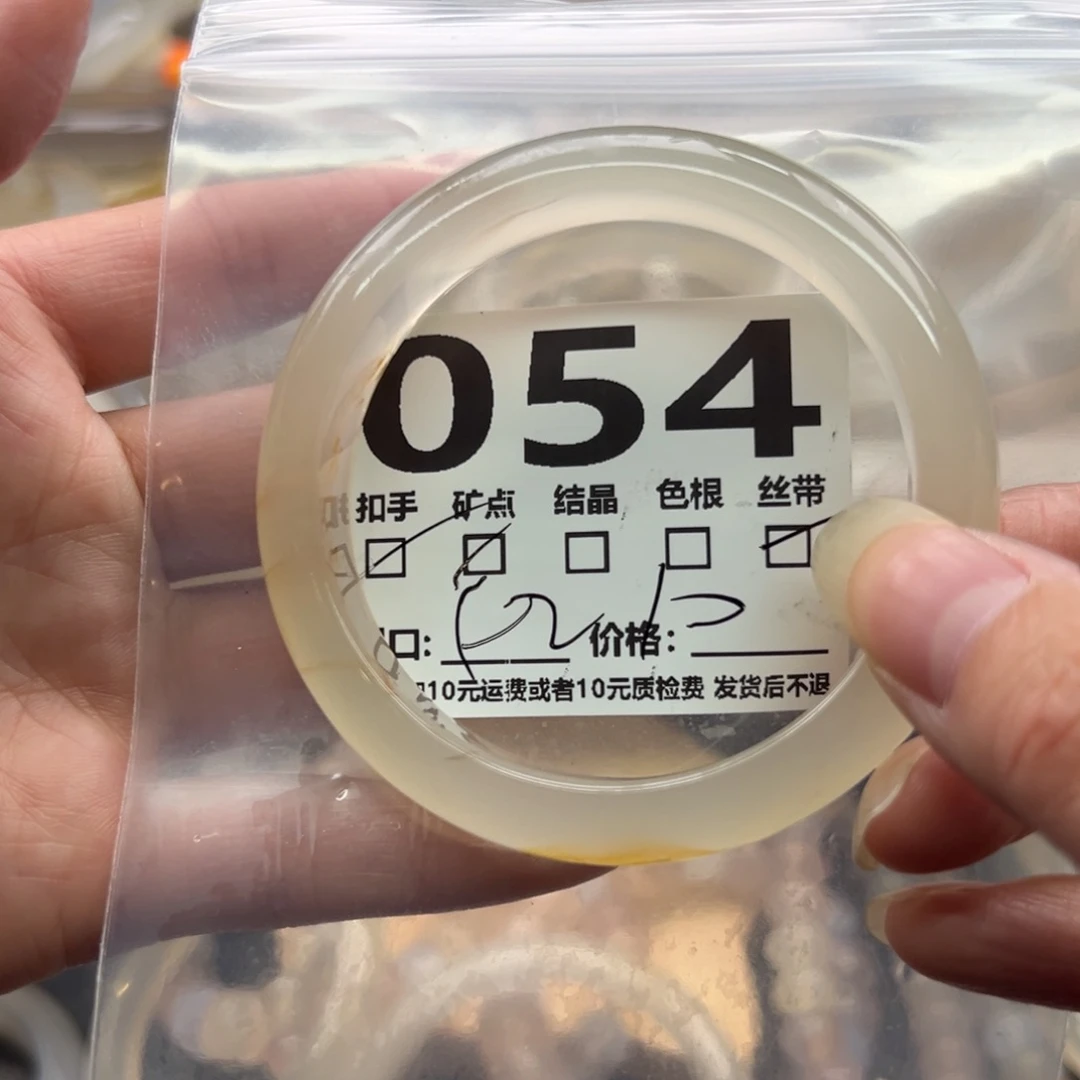 054
扣手 矿点 结晶 色根 丝带
口: 价格:
10元运费或者10元质检费 发货后不退